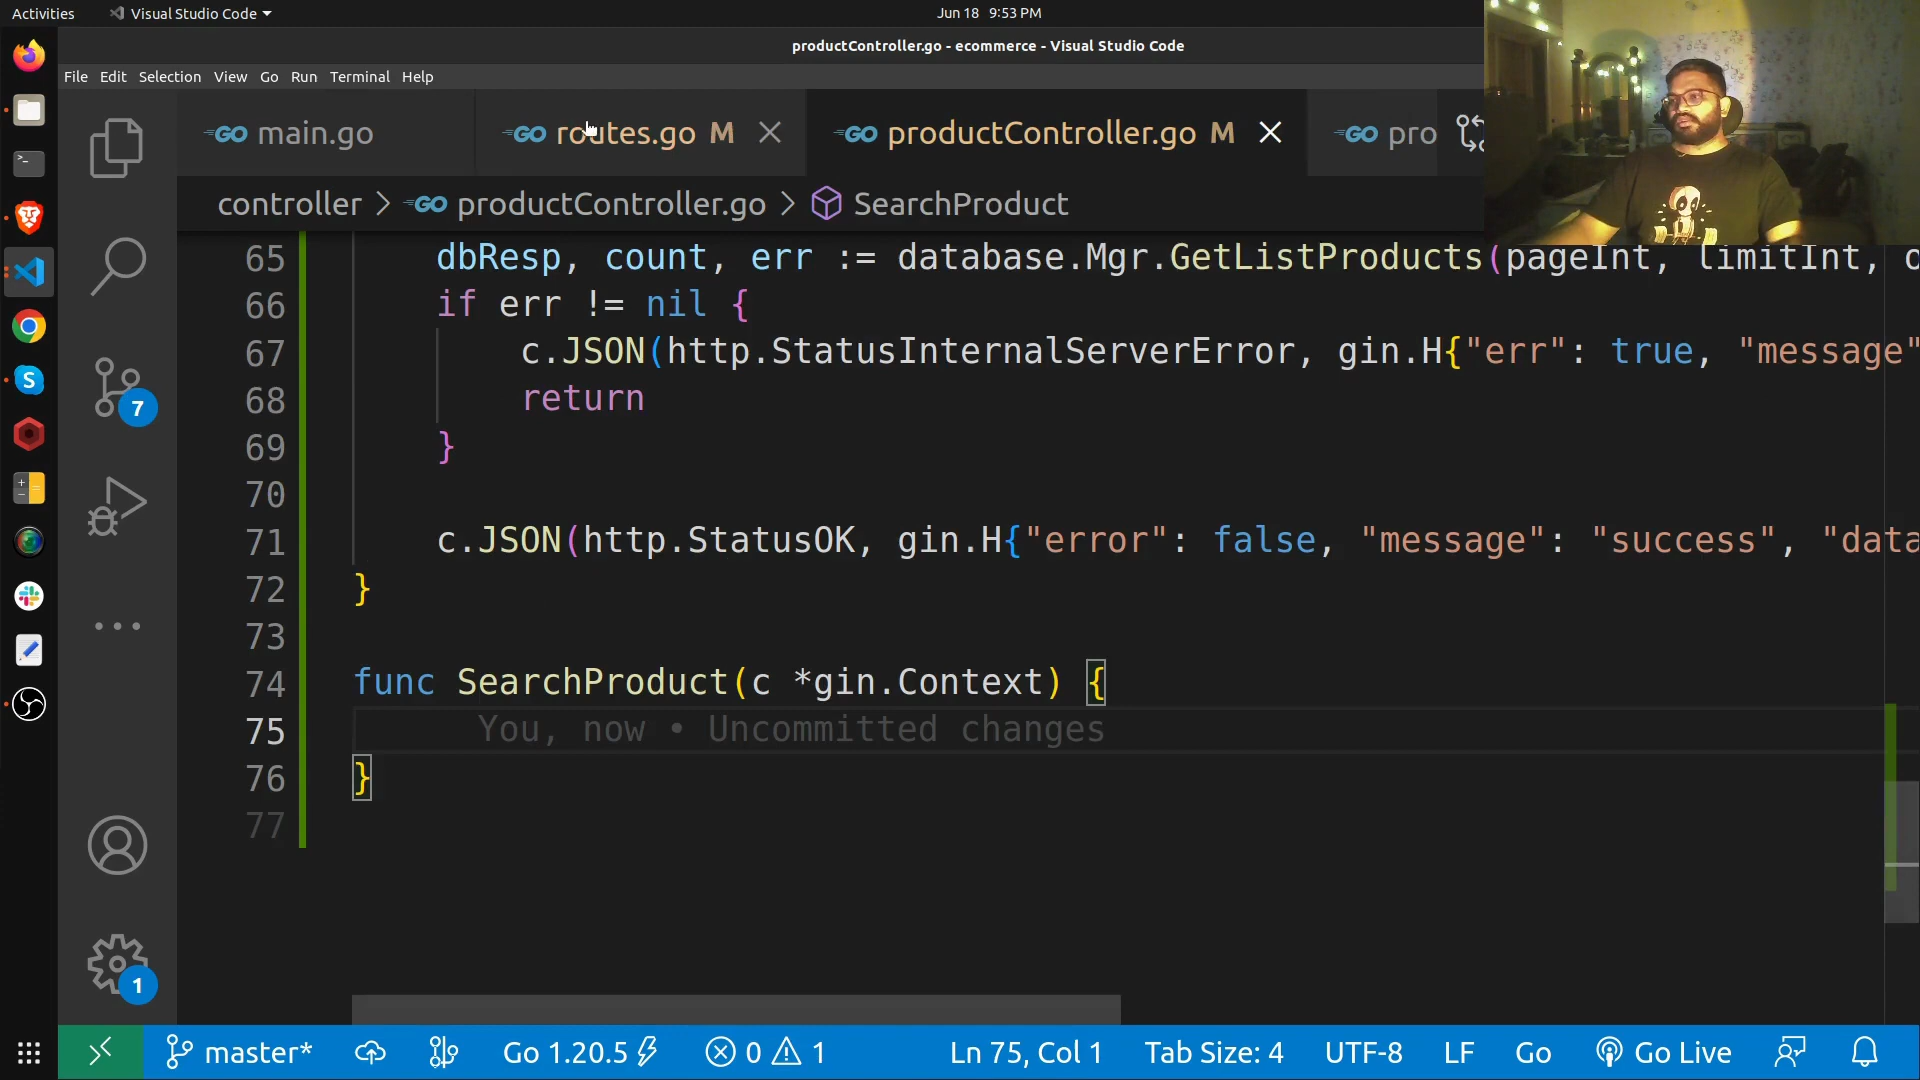 Activities
Visual Studio Code
Jun 18 9:53 PM
productController.go - ecommerce - Visual Studio Code
File Edit Selection View Go Run Terminal Help
GO main.go
GO routes.go M
GO productController.go M
GO pro
controller > GO productController.go > SearchProduct
65 dbResp, count, err := database.Mgr.GetListProducts(pageInt, limitInt, o
66 if err != nil {
67 c.JSON(http.StatusInternalServerError, gin.H{"err": true, "message"
68 return
69 }
70
71 c.JSON(http.StatusOK, gin.H{"error": false, "message": "success", "data
72 }
73
74 func SearchProduct(c *gin.Context) {
75 You, now • Uncommitted changes
76 }
77
7
1
master* Go 1.20.5 0 1 Ln 75, Col 1 Tab Size: 4 UTF-8 LF Go Go Live